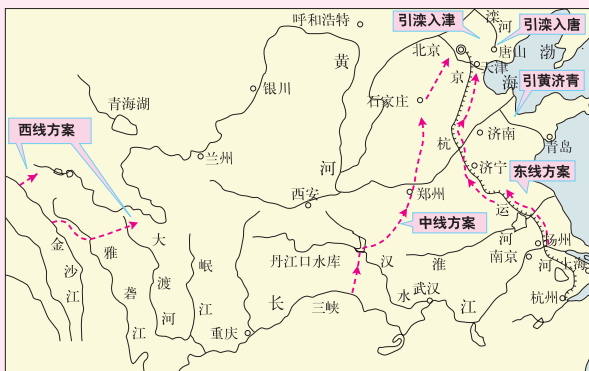 引滦入津
引滦入唐
滦
河
呼和浩特
黄
北京
唐山
渤
天津
海
京
引黄济青
银川
石家庄
青海湖
西线方案
济南
青岛
杭
兰州
河
济宁
东线方案
西安
郑州
中线方案
运
河
扬州
金
沙
江
雅
砻
江
大
渡
河
岷
江
丹江口水库
汉
水
淮
南京
河
上海
长
三峡
武汉
江
杭州
重庆